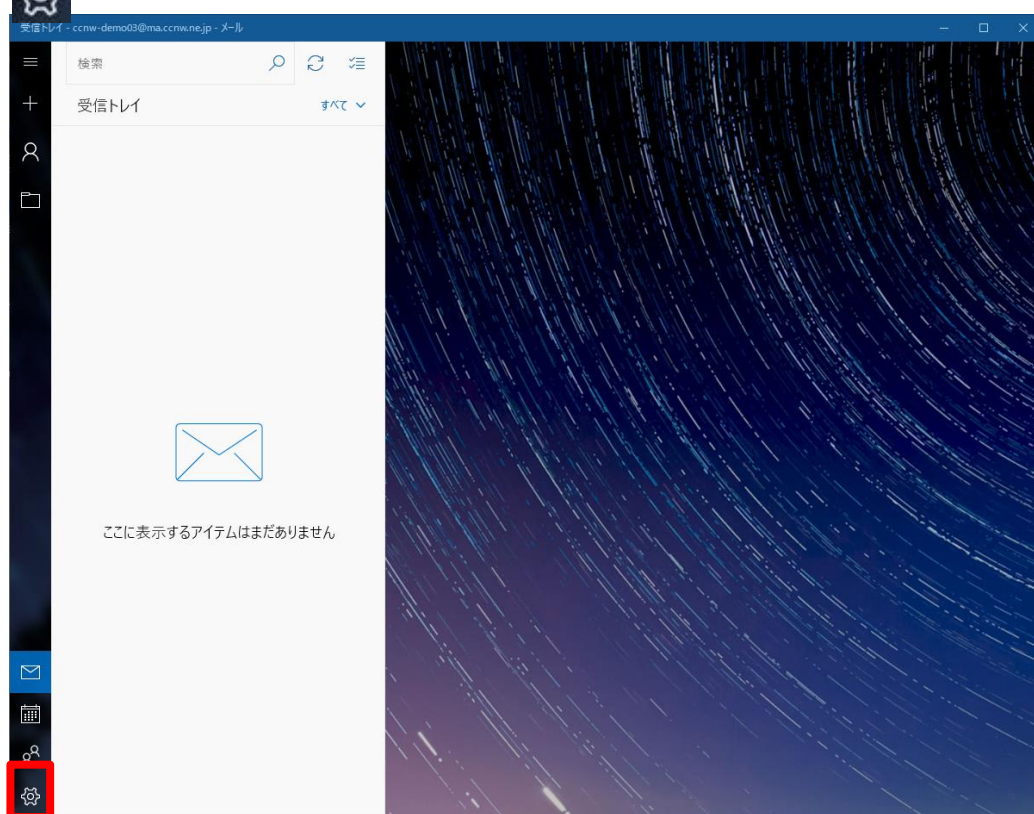 受信トレイ - ccnw-demo03@ma.ccnw.ne.jp - メール
検索
受信トレイ
すべて
ここに表示するアイテムはまだありません